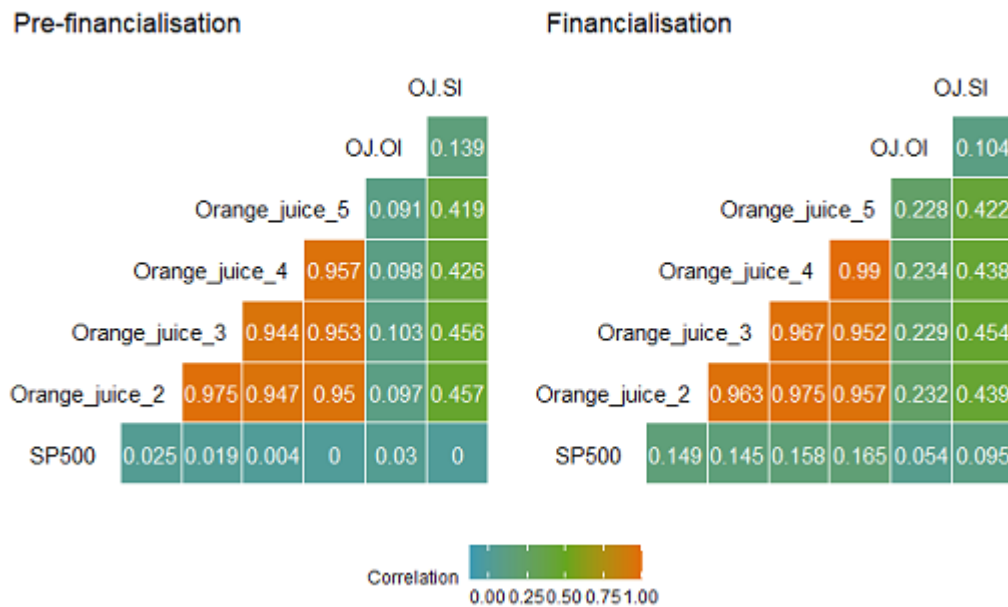 Pre-financialisation Financialisation
OJ.SI OJ.SI
OJ.OI 0.139 OJ.OI 0.104
Orange_juice_5 0.091 0.419 Orange_juice_5 0.228 0.422
Orange_juice_4 0.957 0.098 0.426 Orange_juice_4 0.99 0.234 0.438
Orange_juice_3 0.944 0.953 0.103 0.456 Orange_juice_3 0.967 0.952 0.229 0.454
Orange_juice_2 0.975 0.947 0.95 0.097 0.457 Orange_juice_2 0.963 0.975 0.957 0.232 0.439
SP500 0.025 0.019 0.004 0 0.03 0 SP500 0.149 0.145 0.158 0.165 0.054 0.095
Correlation
0.00 0.25 0.50 0.75 1.00